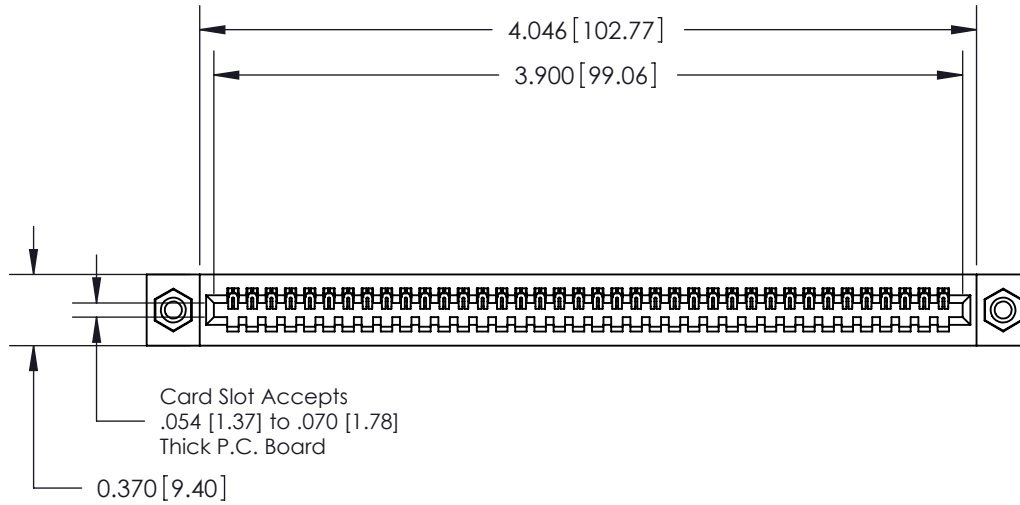 4.046 [102.77]
3.900 [99.06]
Card Slot Accepts
.054 [1.37] to .070 [1.78]
Thick P.C. Board
0.370 [9.40]